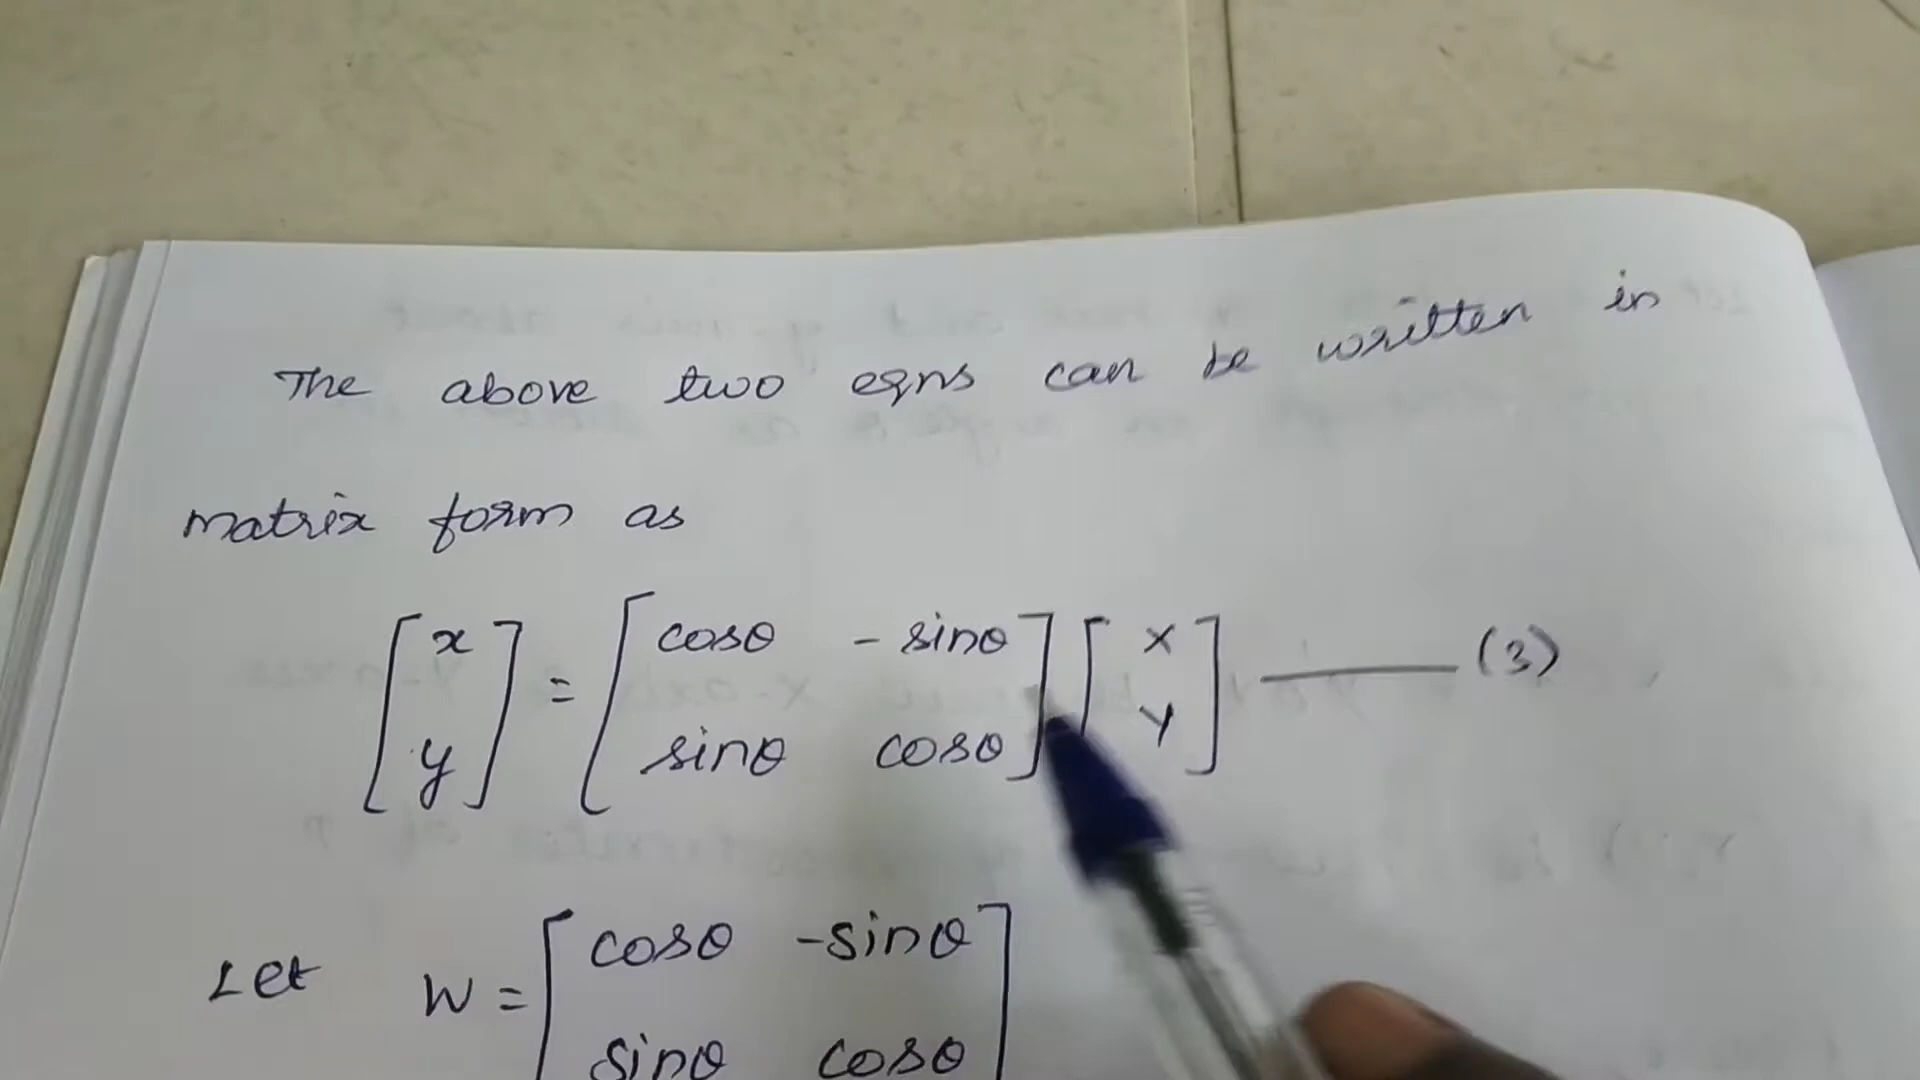 The above two eqns can be written in
matrix form as
[x y] = [cosθ -sinθ sinθ cosθ] [X Y] —— (3)
Let W = [cosθ -sinθ sinθ cosθ]